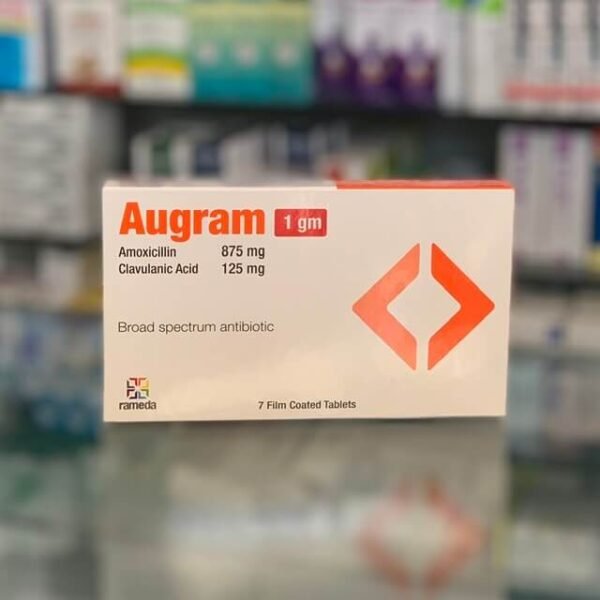 Augram 1 gm
Amoxicillin 875 mg
Clavulanic Acid 125 mg
Broad spectrum antibiotic
rameda
7 Film Coated Tablets